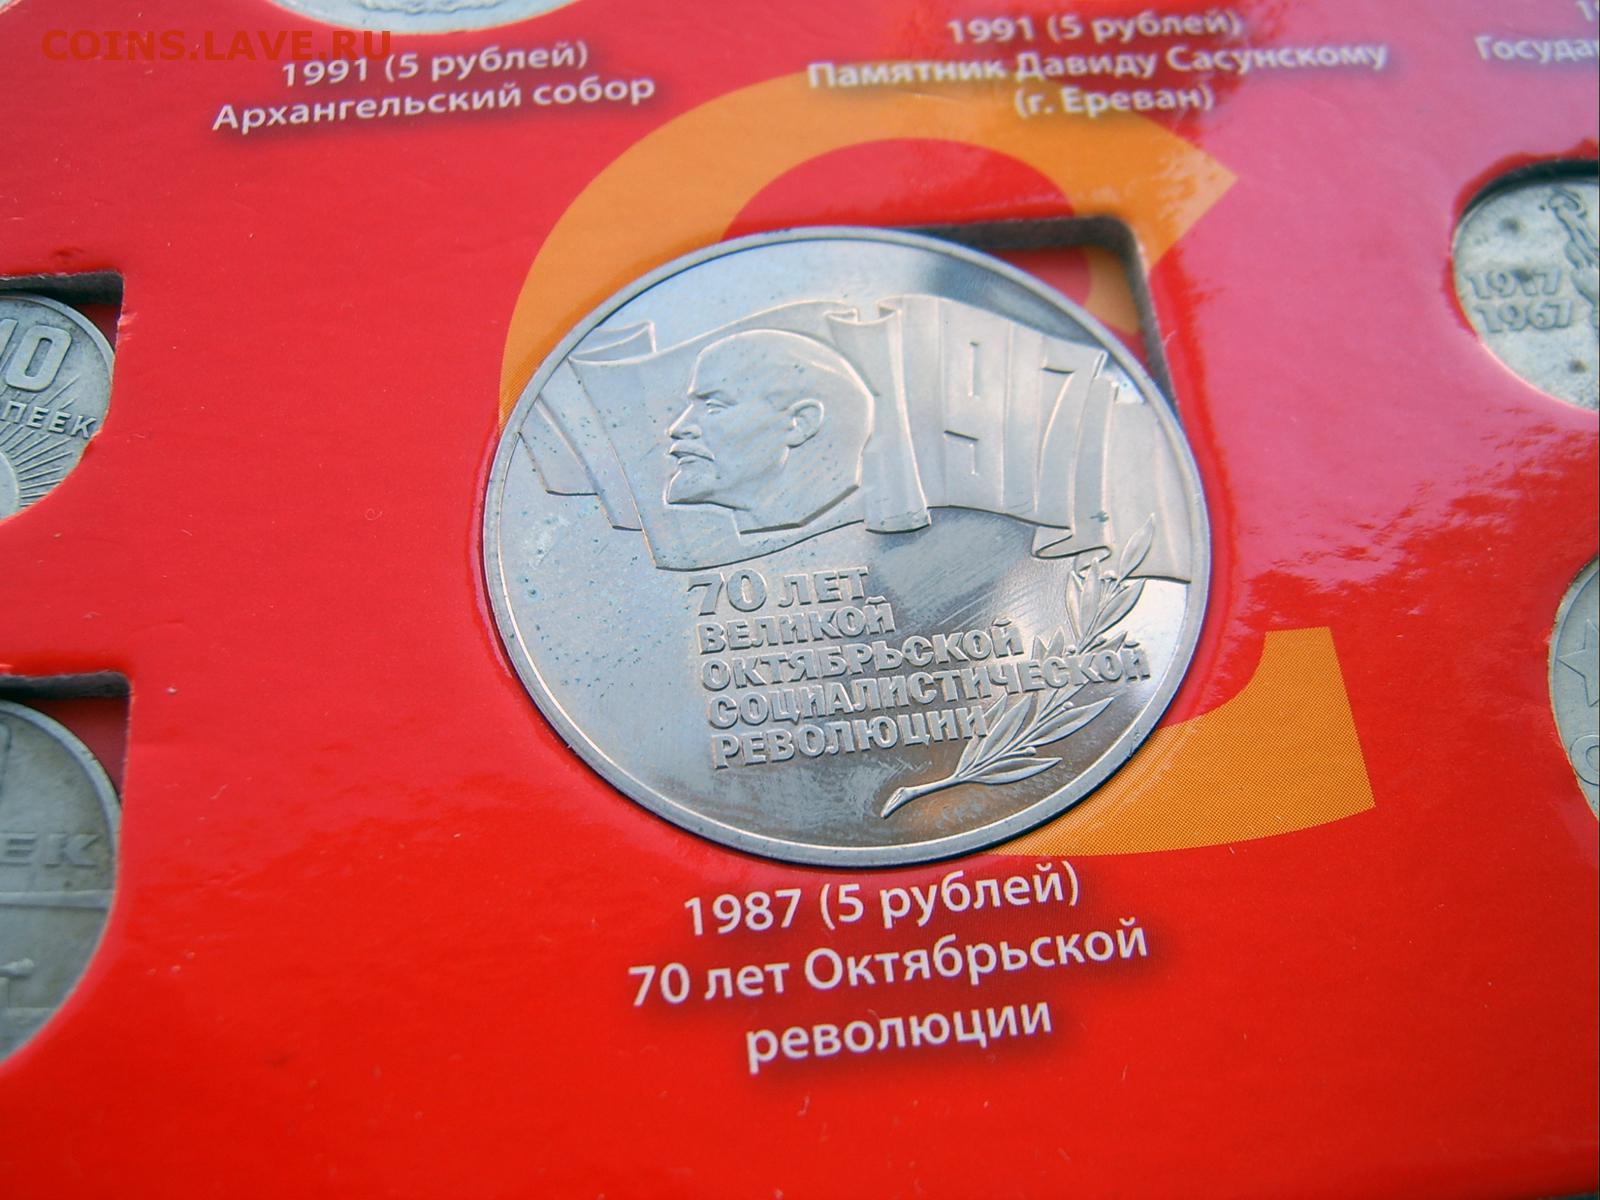 COINS.LAVE.RU
1991 (5 рублей)
Архангельский собор
1991 (5 рублей)
Памятник Давиду Сасунскому
(г. Ереван)
10
1917
1967
1917
70 ЛЕТ
ВЕЛИКОЙ
ОКТЯБРЬСКОЙ
СОЦИАЛИСТИЧЕСКОЙ
РЕВОЛЮЦИИ
1987 (5 рублей)
70 лет Октябрьской
революции